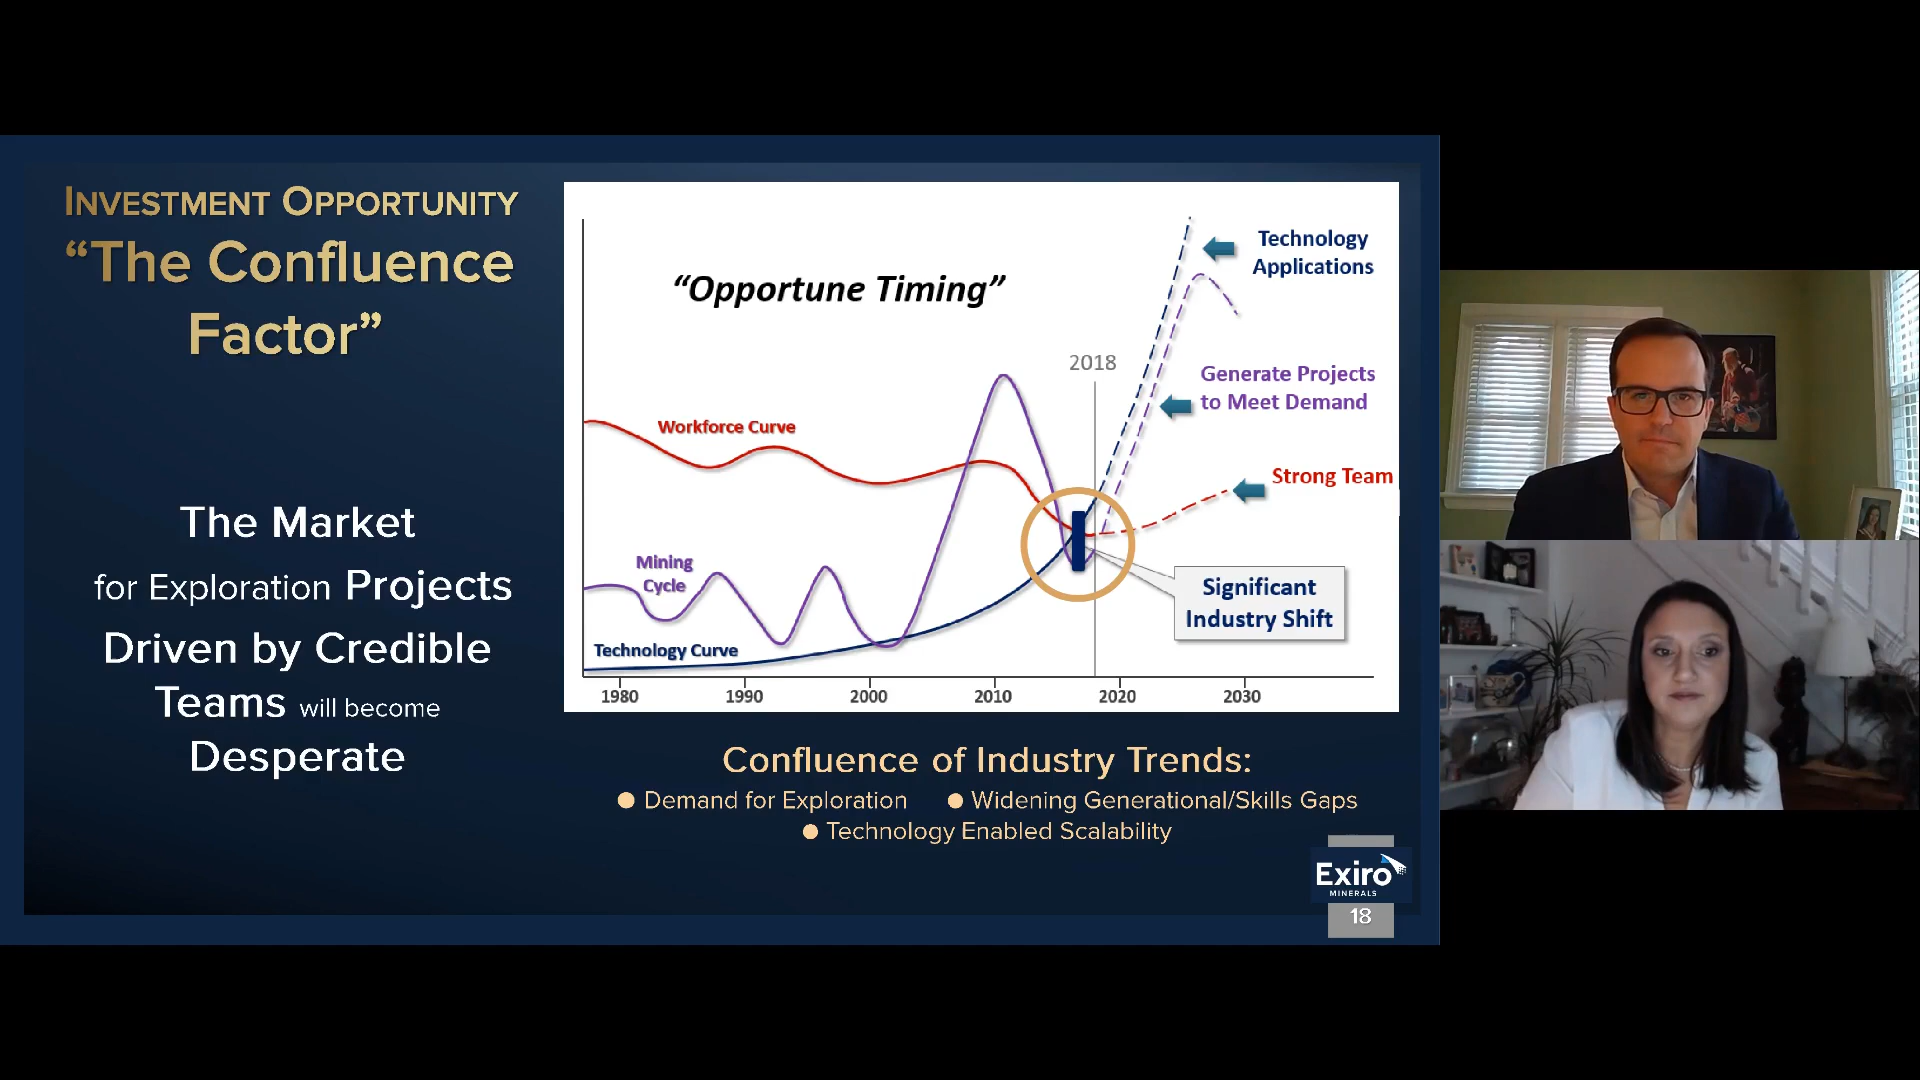 INVESTMENT OPPORTUNITY
“The Confluence
Factor”
The Market
for Exploration Projects
Driven by Credible
Teams will become
Desperate
“Opportune Timing”
Technology
Applications
2018
Generate Projects
to Meet Demand
Workforce Curve
Strong Team
Mining
Cycle
Significant
Industry Shift
Technology Curve
1980 1990 2000 2010 2020 2030
Confluence of Industry Trends:
● Demand for Exploration ● Widening Generational/Skills Gaps
● Technology Enabled Scalability
Exiro
MINERALS
18